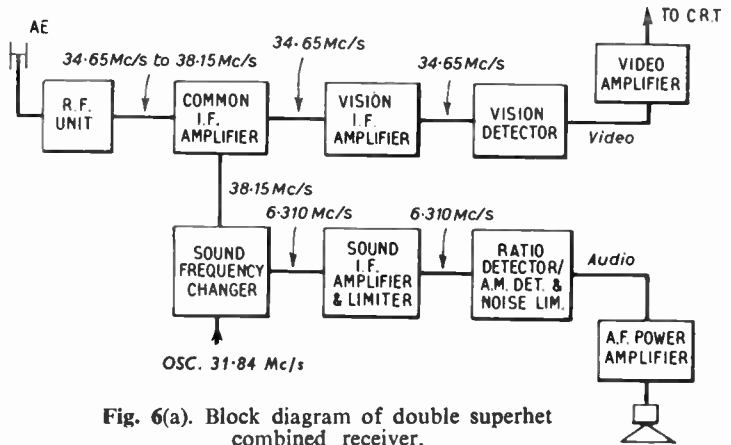 AE
TO C.R.T
34·65Mc/s to 38·15Mc/s
34·65Mc/s
34·65Mc/s
R.F.
UNIT
COMMON
I.F.
AMPLIFIER
VISION
I.F.
AMPLIFIER
VISION
DETECTOR
VIDEO
AMPLIFIER
Video
38·15Mc/s
6·310Mc/s
6·310Mc/s
SOUND
FREQUENCY
CHANGER
SOUND
I.F.
AMPLIFIER
& LIMITER
RATIO
DETECTOR/
A.M. DET. &
NOISE LIM.
Audio
A.F. POWER
AMPLIFIER
OSC. 31·84 Mc/s
Fig. 6(a). Block diagram of double superhet
combined receiver.